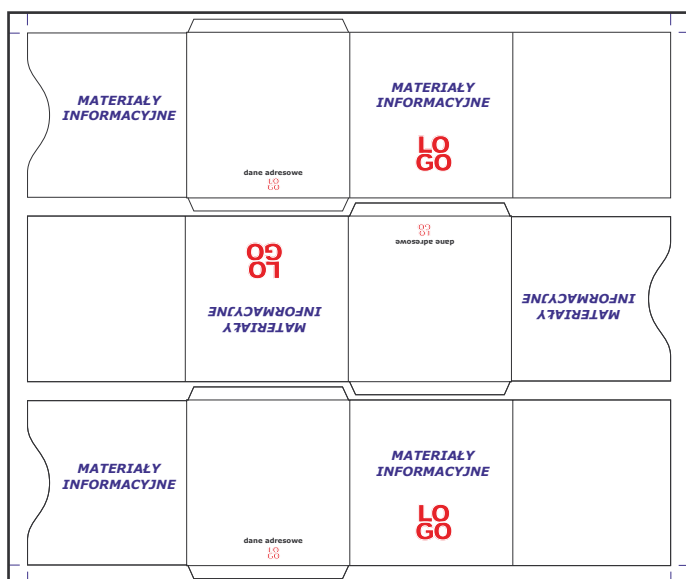 MATERIAŁY
INFORMACYJNE
dane adresowe
LO
GO
MATERIAŁY
INFORMACYJNE
LO
GO
LO
GO
MATERIAŁY
INFORMACYJNE
dane adresowe
LO
GO
MATERIAŁY
INFORMACYJNE
MATERIAŁY
INFORMACYJNE
dane adresowe
LO
GO
MATERIAŁY
INFORMACYJNE
LO
GO